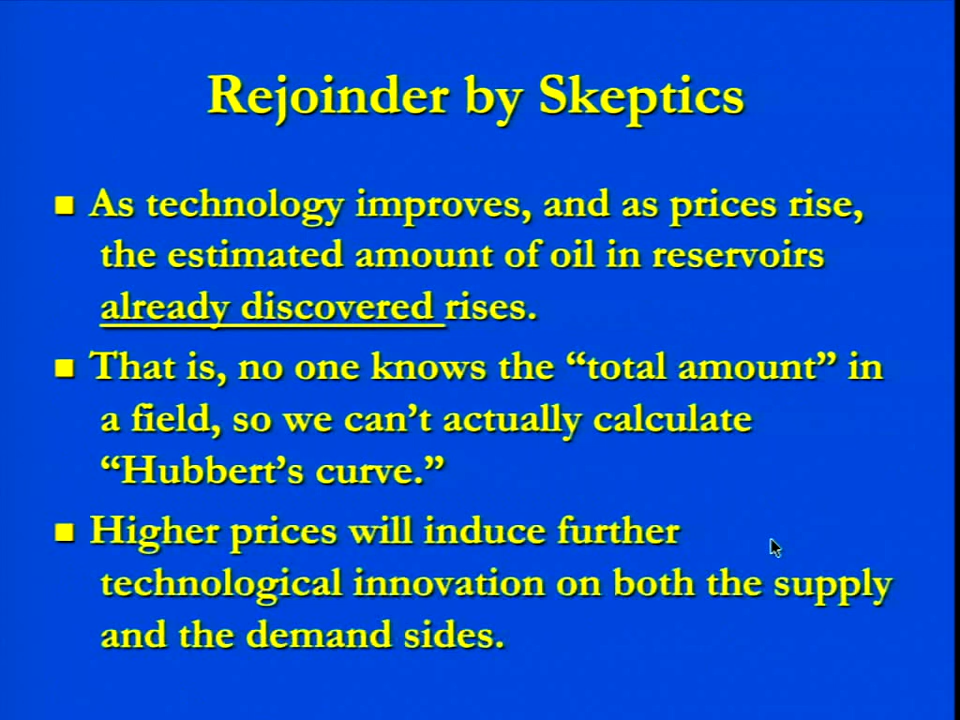 Rejoinder by Skeptics
■ As technology improves, and as prices rise,
the estimated amount of oil in reservoirs
already discovered rises.
■ That is, no one knows the “total amount” in
a field, so we can’t actually calculate
“Hubbert’s curve.”
■ Higher prices will induce further
technological innovation on both the supply
and the demand sides.